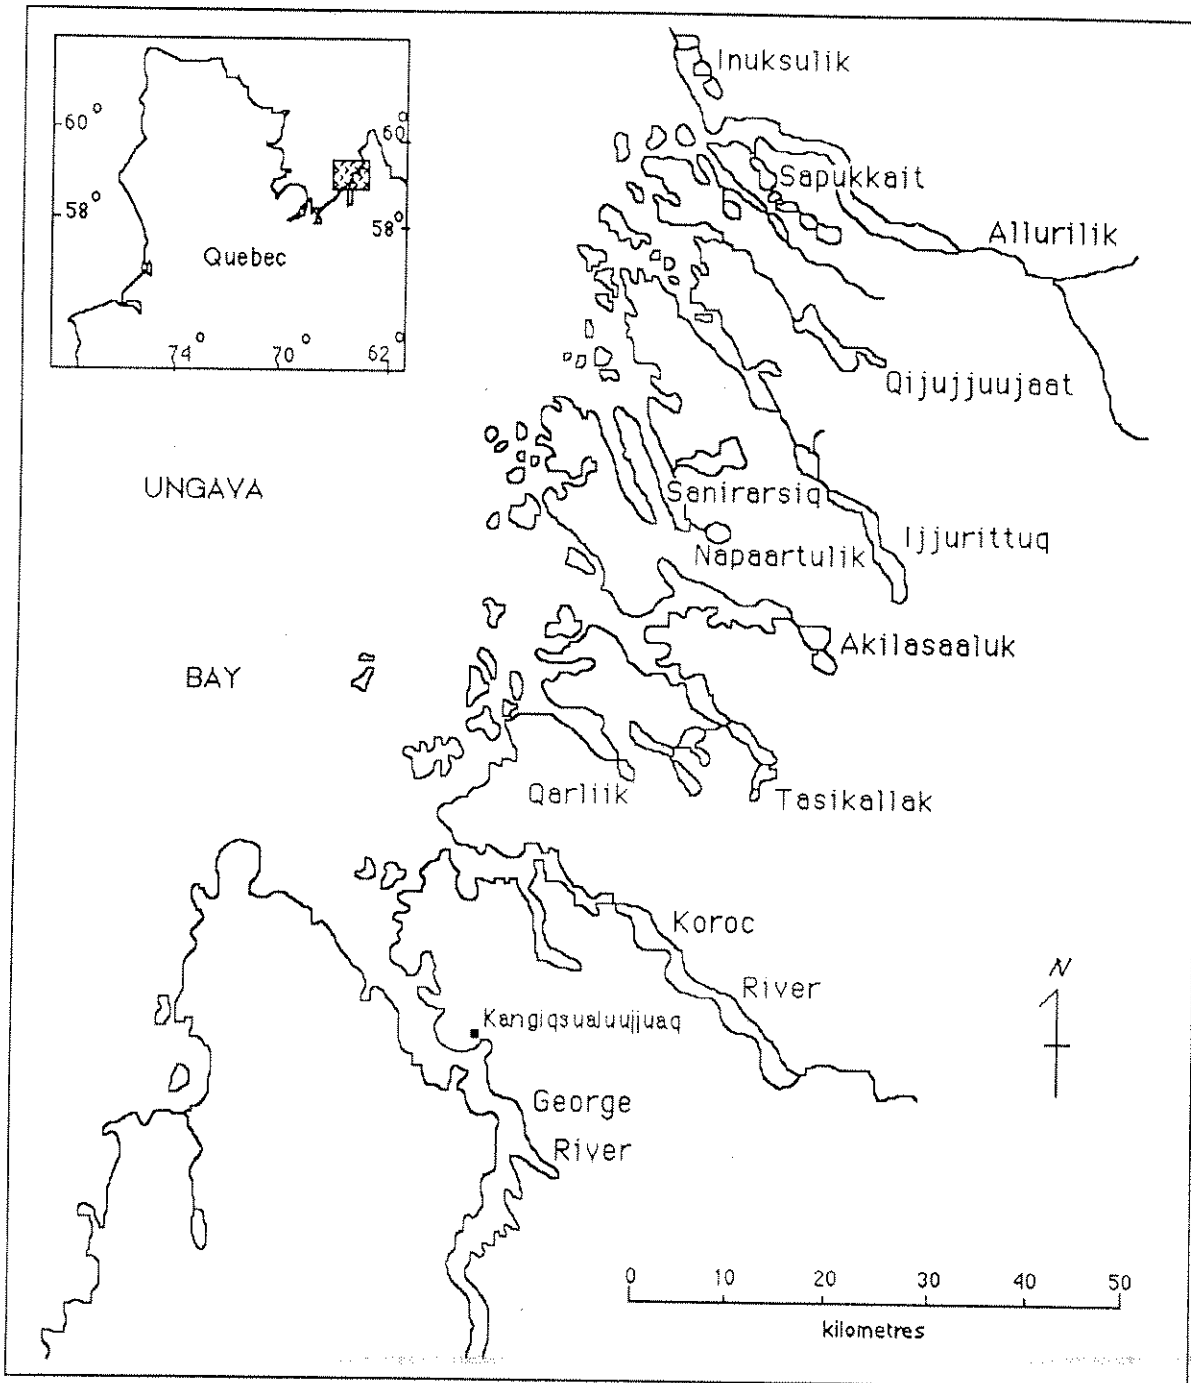 Inuksulik
60°
60°
Sapukkait
58°
58°
Allurilik
Quebec
74°
70°
62°
Qijujjuujaat
UNGAVA
Sanirarsiq
Napaartulik
Ijjurittuq
Akilasaaluk
BAY
Qarliik
Tasikallak
Koroc
River
N
Kangiqsualuujjuaq
George
River
0 10 20 30 40 50
kilometres